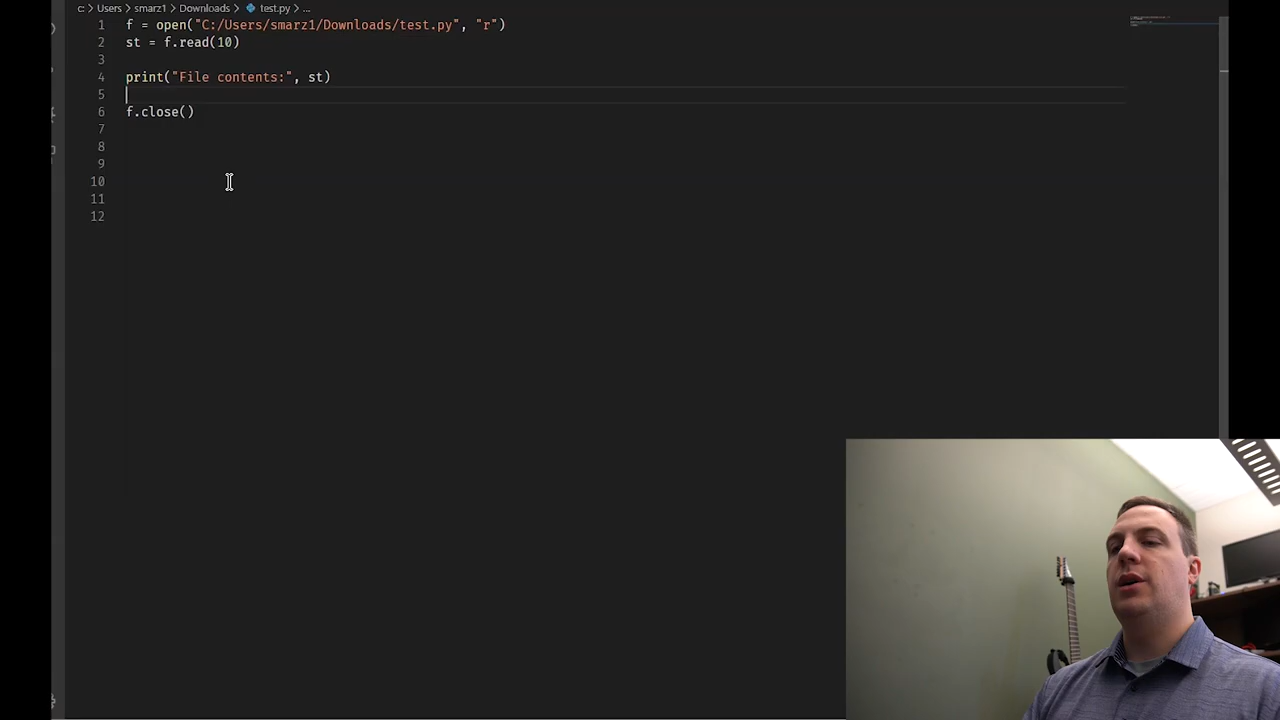 c: > Users > smarz1 > Downloads > test.py > ...
1 f = open("C:/Users/smarz1/Downloads/test.py", "r")
2 st = f.read(10)
3
4 print("File contents:", st)
5
6 f.close()
7
8
9
10
11
12